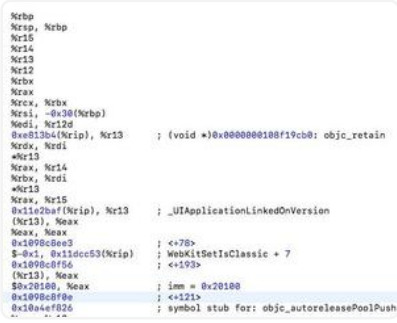 %rbp
%rsp, %rbp
%r15
%r14
%r13
%r12
%rbx
%rax
%rcx, %rbx
%rsi, -0x30(%rbp)
%edi, %r12d
0xe813b4(%rip), %r13 ; (void *)0x0000000108f19cb0: objc_retain
%rdx, %rdi
*%r13
%rax, %r14
%rbx, %rdi
*%r13
%rax, %r15
0x11e2baf(%rip), %r13 ; _UIApplicationLinkedOnVersion
(%r13), %eax
%eax, %eax
0x1098c8ee3 ; <+78>
$-0x1, 0x11dcc53(%rip) ; WebKitSetIsClassic + 7
0x1098c8f56 ; <+193>
(%r13), %eax
$0x20100, %eax ; imm = 0x20100
0x1098c8f0e ; <+121>
0x10a4ef826 ; symbol stub for: objc_autoreleasePoolPush